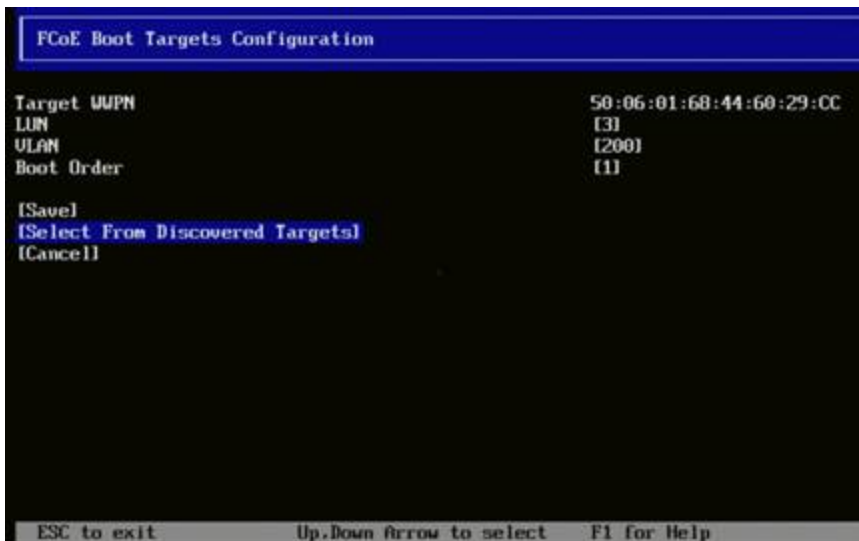 FCoE Boot Targets Configuration
Target WWPN 50:06:01:68:44:60:29:CC
LUN [3]
VLAN [200]
Boot Order [1]
[Save]
[Select From Discovered Targets]
[Cancel]
ESC to exit Up,Down Arrow to select F1 for Help